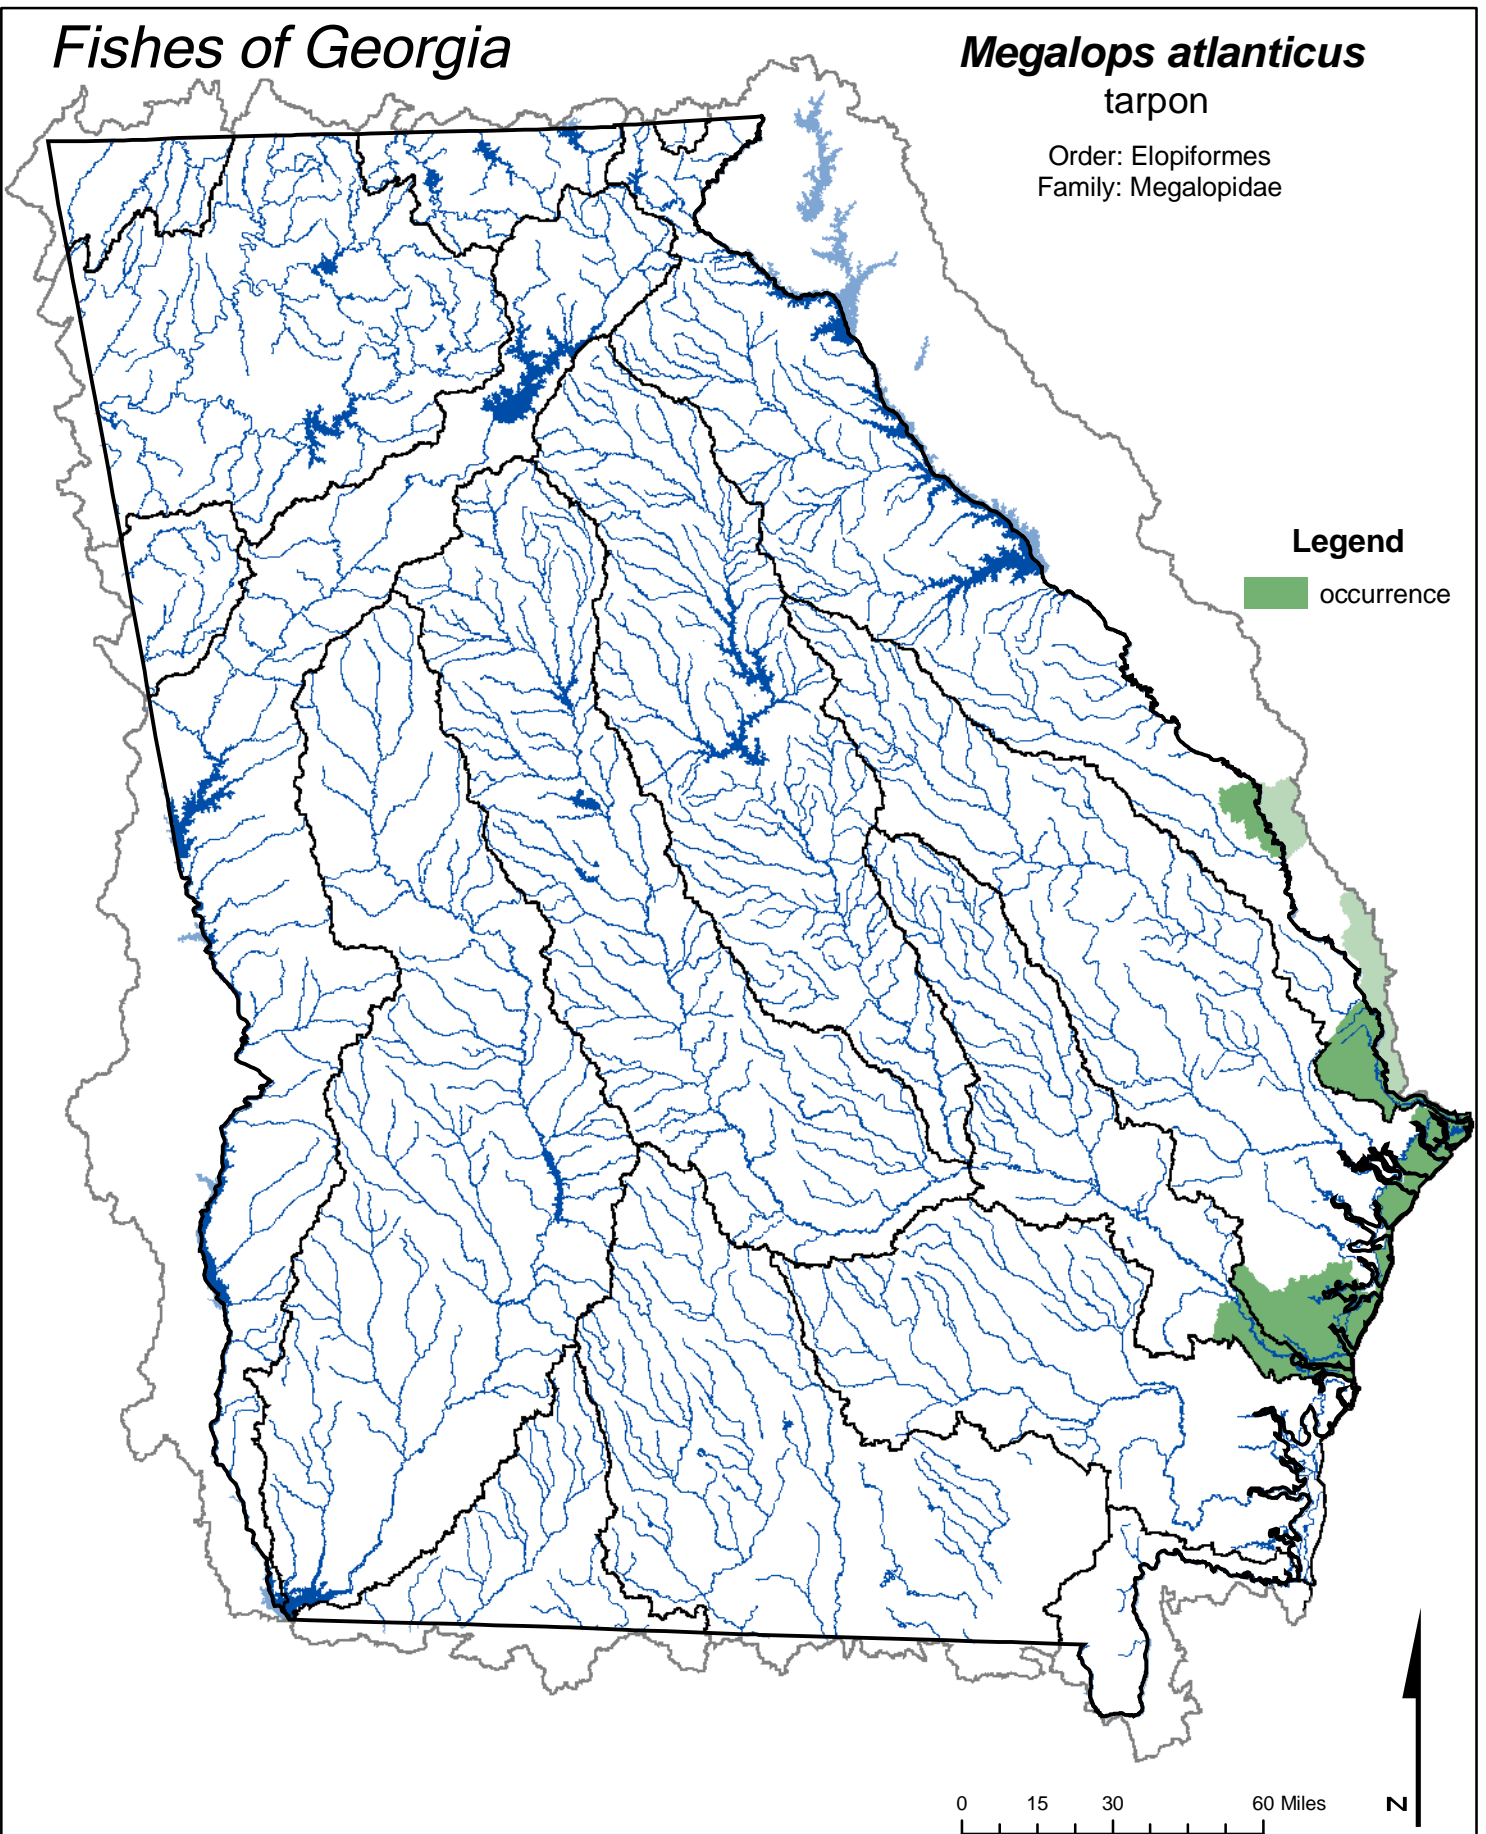 Fishes of Georgia
Megalops atlanticus
tarpon
Order: Elopiformes
Family: Megalopidae
Legend
occurrence
0 15 30 60 Miles
N